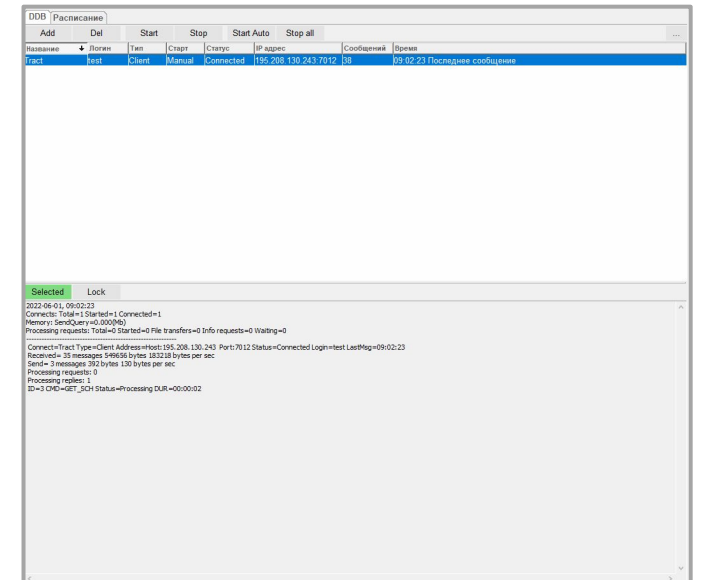 DDB Расписание
Add Del Start Stop Start Auto Stop all ...
Название Логин Тип Старт Статус IP адрес Сообщений Время
Tract test Client Manual Connected 195.208.130.243:7012 38 09:02:23 Последнее сообщение
Selected Lock
2022-06-01, 09:02:23
Connects: Total=1 Started=1 Connected=1
Memory: SendQuery=0.000(Mb)
Processing requests: Total=0 Started=0 File transfers=0 Info requests=0 Waiting=0
------------------------------------------------------------
Connect=Tract Type=Client Address=Host:195.208.130.243 Port:7012 Status=Connected Login=test LastMsg=09:02:23
Received= 35 messages 549656 bytes 183218 bytes per sec
Send= 3 messages 392 bytes 130 bytes per sec
Processing requests: 0
Processing replies: 1
ID=3 CMD=GET_SCH Status=Processing DUR=00:00:02